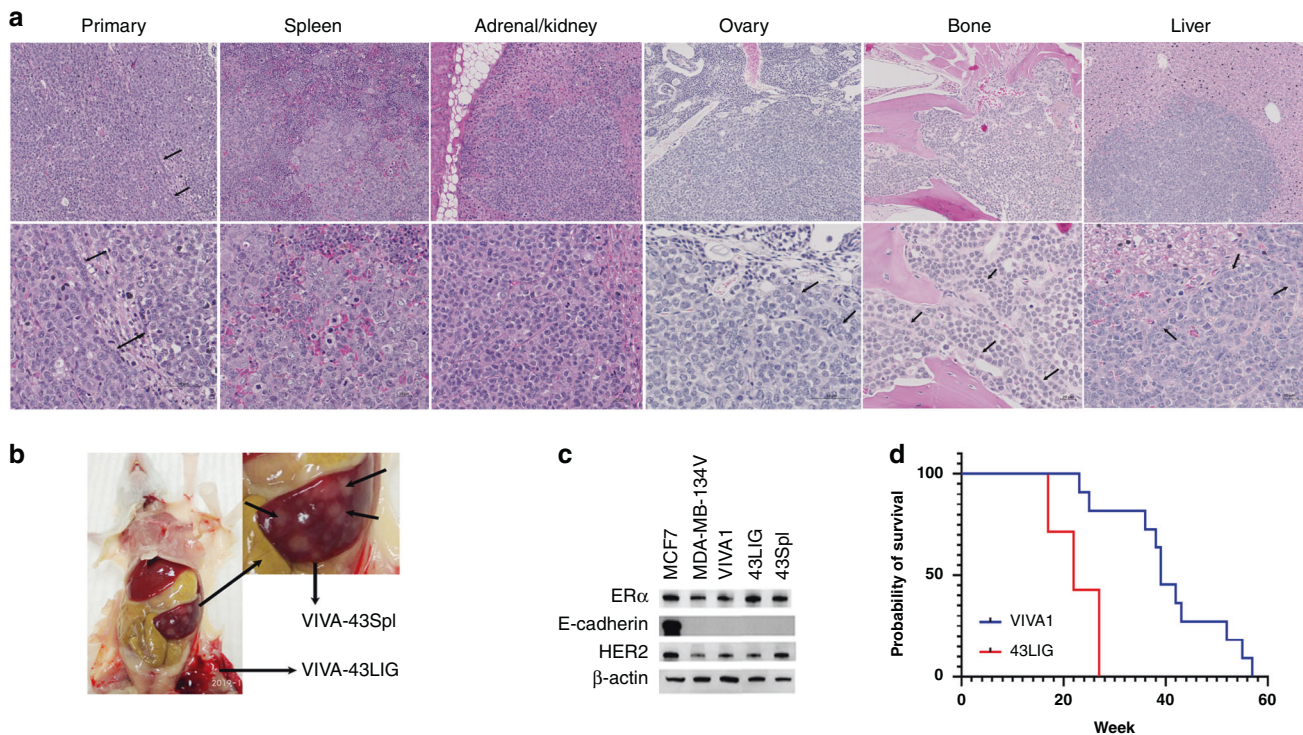 a
Primary
Spleen
Adrenal/kidney
Ovary
Bone
Liver
b
VIVA-43Spl
VIVA-43LIG
2019-1
c
MCF7
MDA-MB-134V
VIVA1
43LIG
43Spl
ERα
E-cadherin
HER2
β-actin
d
Probability of survival
100
50
0
VIVA1
43LIG
0
20
40
60
Week